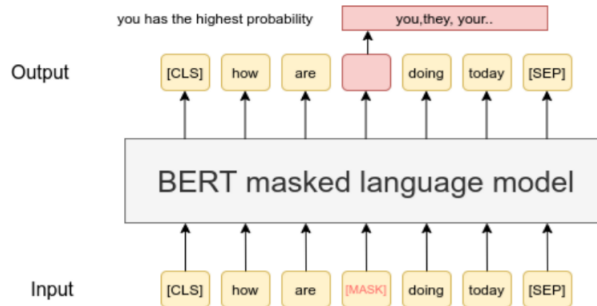 you has the highest probability
you,they, your..
Output
[CLS] how are doing today [SEP]
BERT masked language model
Input
[CLS] how are [MASK] doing today [SEP]